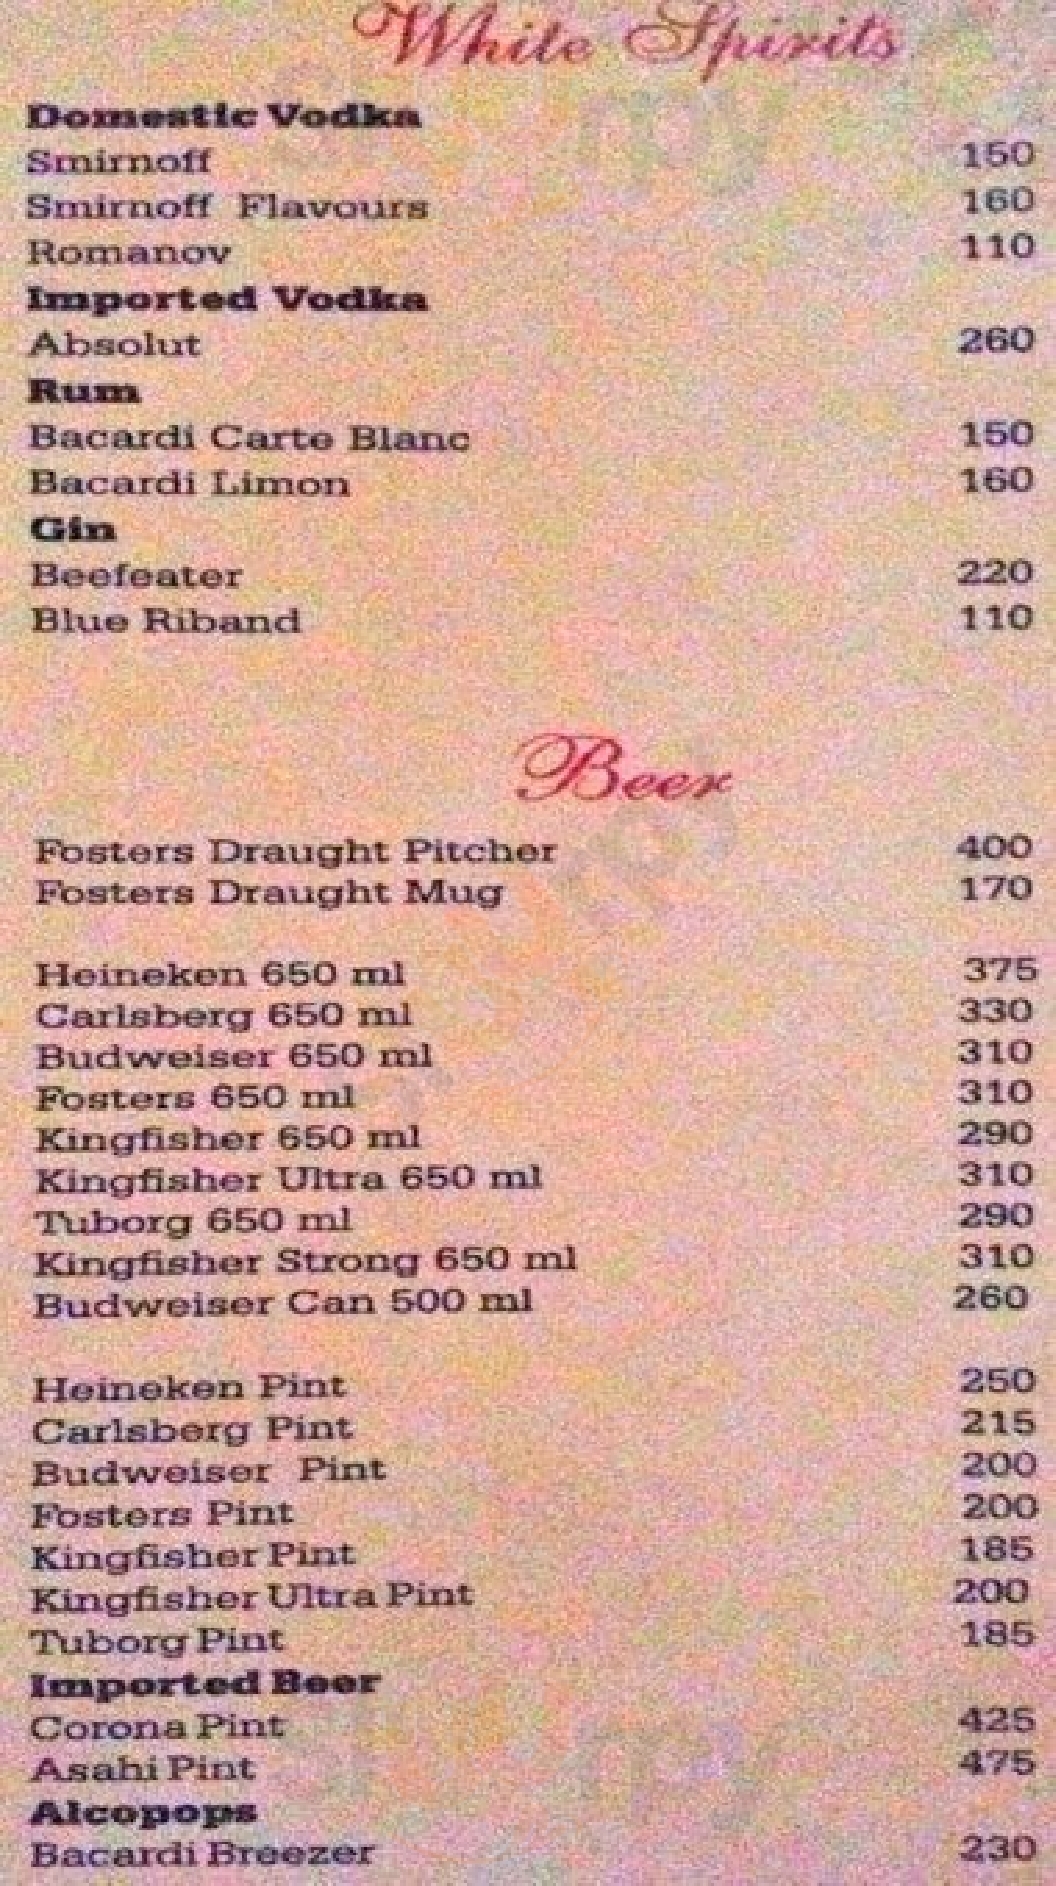 White Spirits
Domestic Vodka
Smirnoff 150
Smirnoff Flavours 160
Romanov 110
Imported Vodka
Absolut 260
Rum
Bacardi Carte Blanc 150
Bacardi Limon 160
Gin
Beefeater 220
Blue Riband 110
Beer
Fosters Draught Pitcher 400
Fosters Draught Mug 170
Heineken 650 ml 375
Carlsberg 650 ml 330
Budweiser 650 ml 310
Fosters 650 ml 310
Kingfisher 650 ml 290
Kingfisher Ultra 650 ml 310
Tuborg 650 ml 290
Kingfisher Strong 650 ml 310
Budweiser Can 500 ml 260
Heineken Pint 250
Carlsberg Pint 215
Budweiser Pint 200
Fosters Pint 200
Kingfisher Pint 185
Kingfisher Ultra Pint 200
Tuborg Pint 185
Imported Beer
Corona Pint 425
Asahi Pint 475
Alcopops
Bacardi Breezer 230